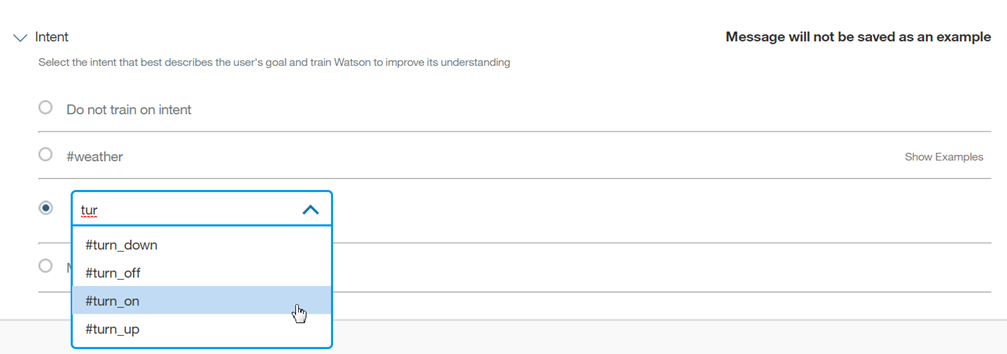 Intent
Message will not be saved as an example
Select the intent that best describes the user's goal and train Watson to improve its understanding
Do not train on intent
#weather
Show Examples
tur
#turn_down
#turn_off
#turn_on
#turn_up